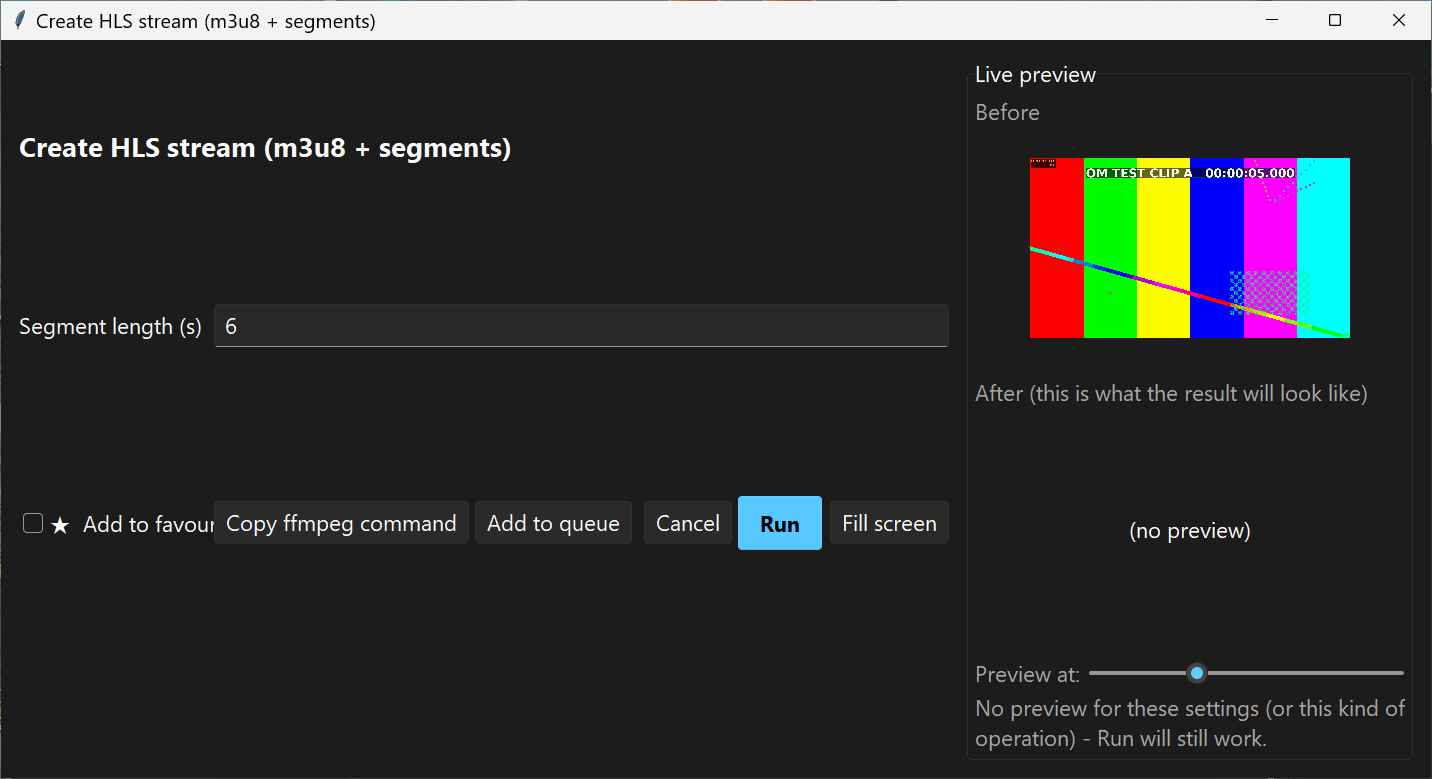 Create HLS stream (m3u8 + segments)
Live preview
Before
Create HLS stream (m3u8 + segments)
OM TEST CLIP A 00:00:05.000
Segment length (s)
6
After (this is what the result will look like)
★ Add to favour
Copy ffmpeg command
Add to queue
Cancel
Run
Fill screen
(no preview)
Preview at:
No preview for these settings (or this kind of
operation) - Run will still work.